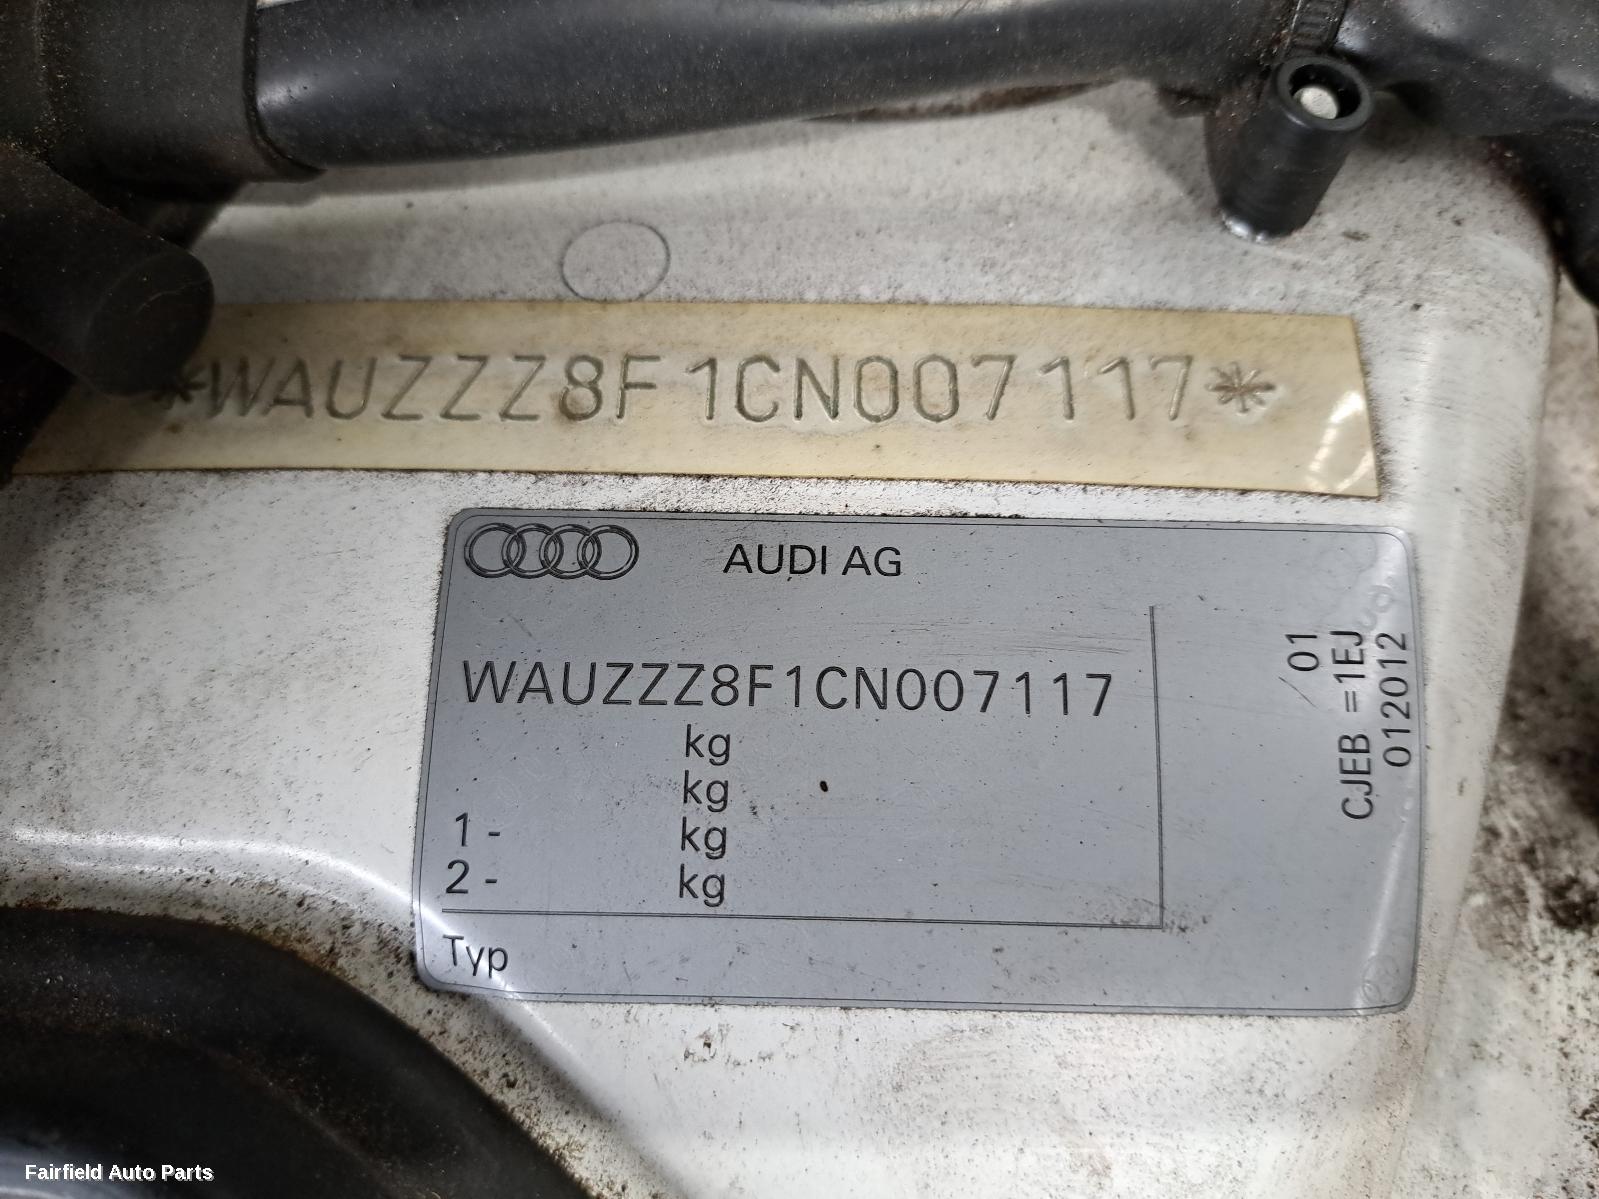 *WAUZZZ8F1CN007117*
AUDI AG
WAUZZZ8F1CN007117
kg
kg
1 - kg
2 - kg
Typ
/ 01
CJEB =1EJ
012012
Fairfield Auto Parts